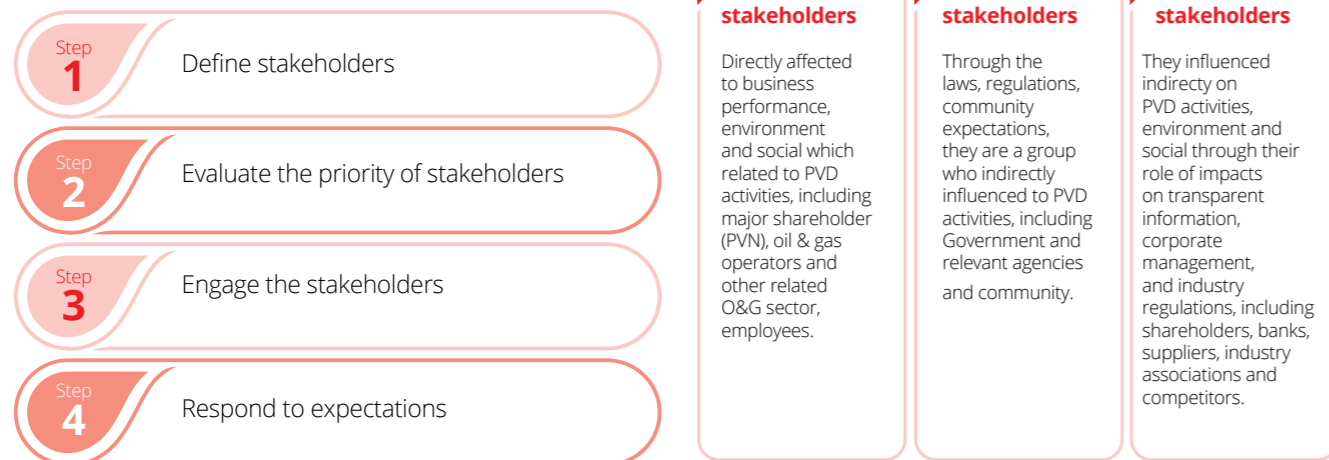 Step
1
Define stakeholders
Step
2
Evaluate the priority of stakeholders
Step
3
Engage the stakeholders
Step
4
Respond to expectations
stakeholders
Directly affected
to business
performance,
environment
and social which
related to PVD
activities, including
major shareholder
(PVN), oil & gas
operators and
other related
O&G sector,
employees.
stakeholders
Through the
laws, regulations,
community
expectations,
they are a group
who indirectly
influenced to PVD
activities, including
Government and
relevant agencies
and community.
stakeholders
They influenced
indirecty on
PVD activities,
environment and
social through their
role of impacts
on transparent
information,
corporate
management,
and industry
regulations, including
shareholders, banks,
suppliers, industry
associations and
competitors.